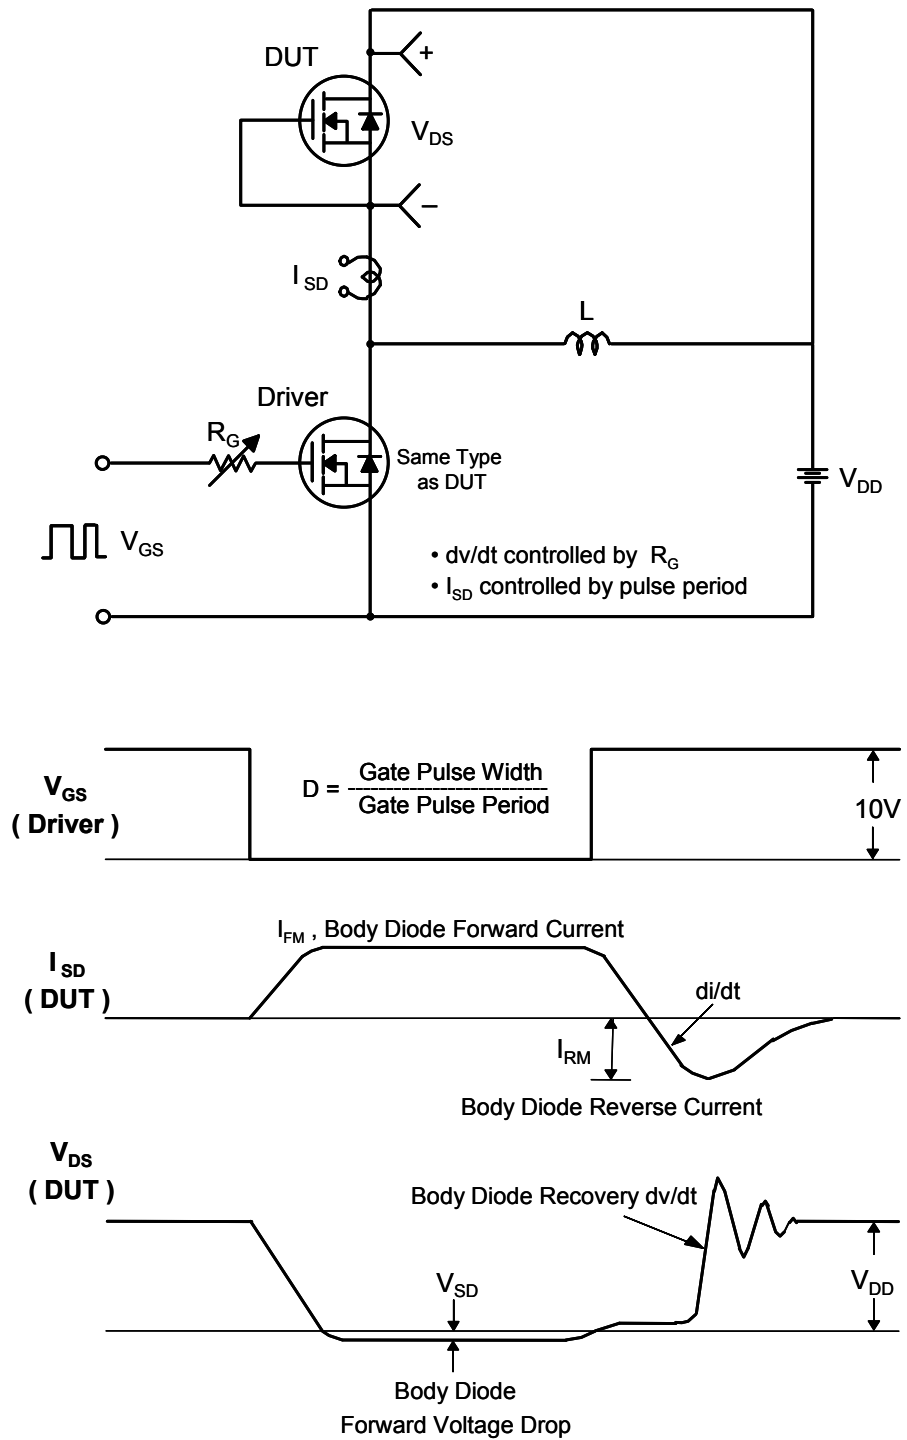 DUT
+
V_DS
−
I_SD
L
Driver
R_G
Same Type
as DUT
V_DD
V_GS
• dv/dt controlled by R_G
• I_SD controlled by pulse period
V_GS
( Driver )
D = Gate Pulse Width
Gate Pulse Period
10V
I_FM , Body Diode Forward Current
I_SD
( DUT )
di/dt
I_RM
Body Diode Reverse Current
V_DS
( DUT )
Body Diode Recovery dv/dt
V_SD
V_DD
Body Diode
Forward Voltage Drop